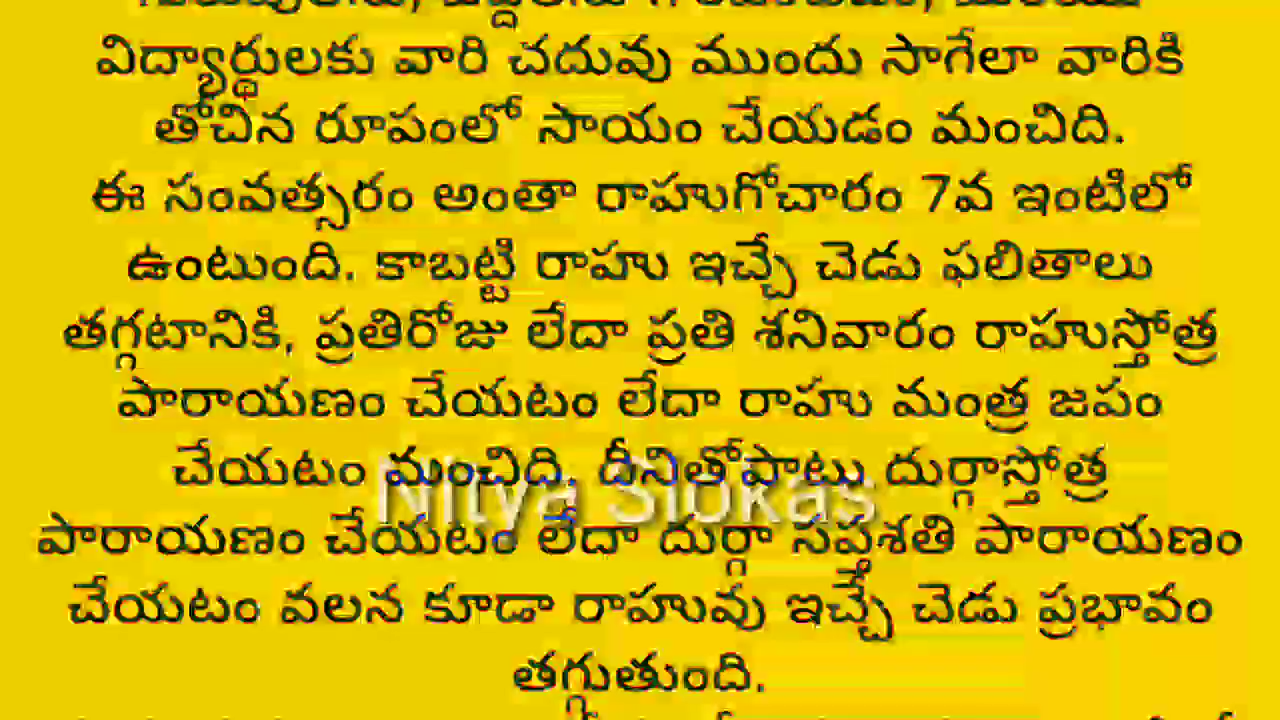 విద్యార్థులకు వారి చదువు ముందు సాగేలా వారికి
తోచిన రూపంలో సాయం చేయడం మంచిది.
ఈ సంవత్సరం అంతా రాహుగోచారం 7వ ఇంటిలో
ఉంటుంది. కాబట్టి రాహు ఇచ్చే చెడు ఫలితాలు
తగ్గటానికి, ప్రతిరోజు లేదా ప్రతి శనివారం రాహుస్తోత్ర
పారాయణం చేయటం లేదా రాహు మంత్ర జపం
చేయటం మంచిది. దీనితోపాటు దుర్గాస్తోత్ర
Nitya Slokas
పారాయణం చేయటం లేదా దుర్గా సప్తశతి పారాయణం
చేయటం వలన కూడా రాహువు ఇచ్చే చెడు ప్రభావం
తగ్గుతుంది.